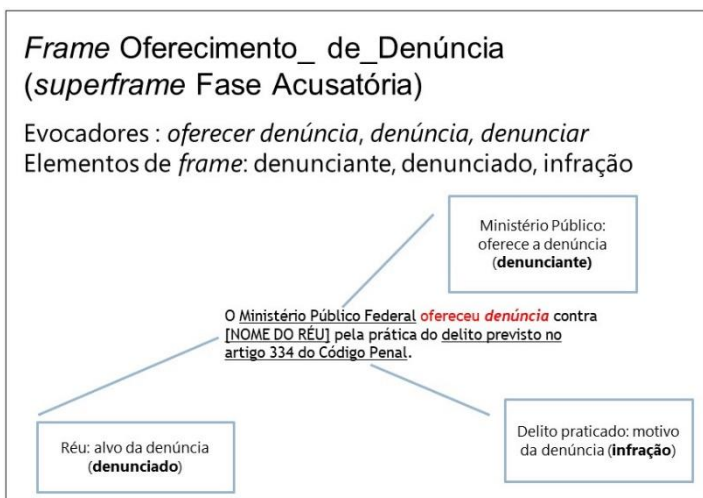 Frame Oferecimento_ de_Denúncia
(superframe Fase Acusatória)
Evocadores : oferecer denúncia, denúncia, denunciar
Elementos de frame: denunciante, denunciado, infração
Ministério Público:
oferece a denúncia
(denunciante)
O Ministério Público Federal ofereceu denúncia contra
[NOME DO RÉU] pela prática do delito previsto no
artigo 334 do Código Penal.
Réu: alvo da denúncia
(denunciado)
Delito praticado: motivo
da denúncia (infração)